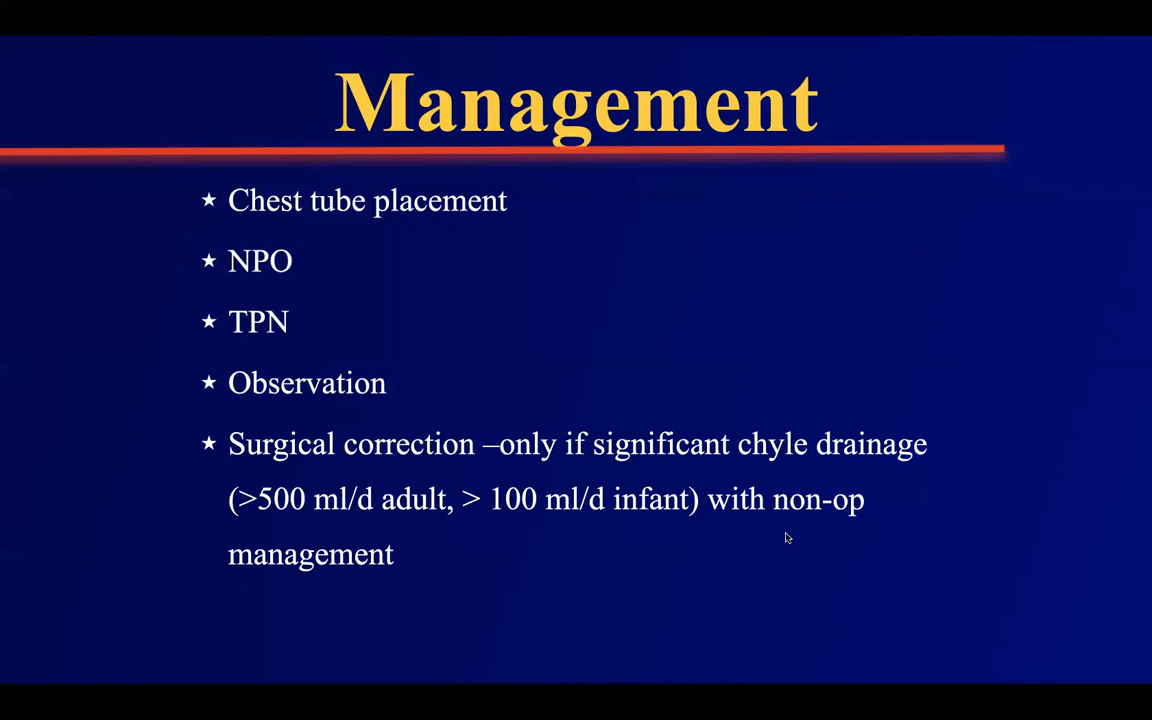 Management
★ Chest tube placement
★ NPO
★ TPN
★ Observation
★ Surgical correction –only if significant chyle drainage
(>500 ml/d adult, > 100 ml/d infant) with non-op
management